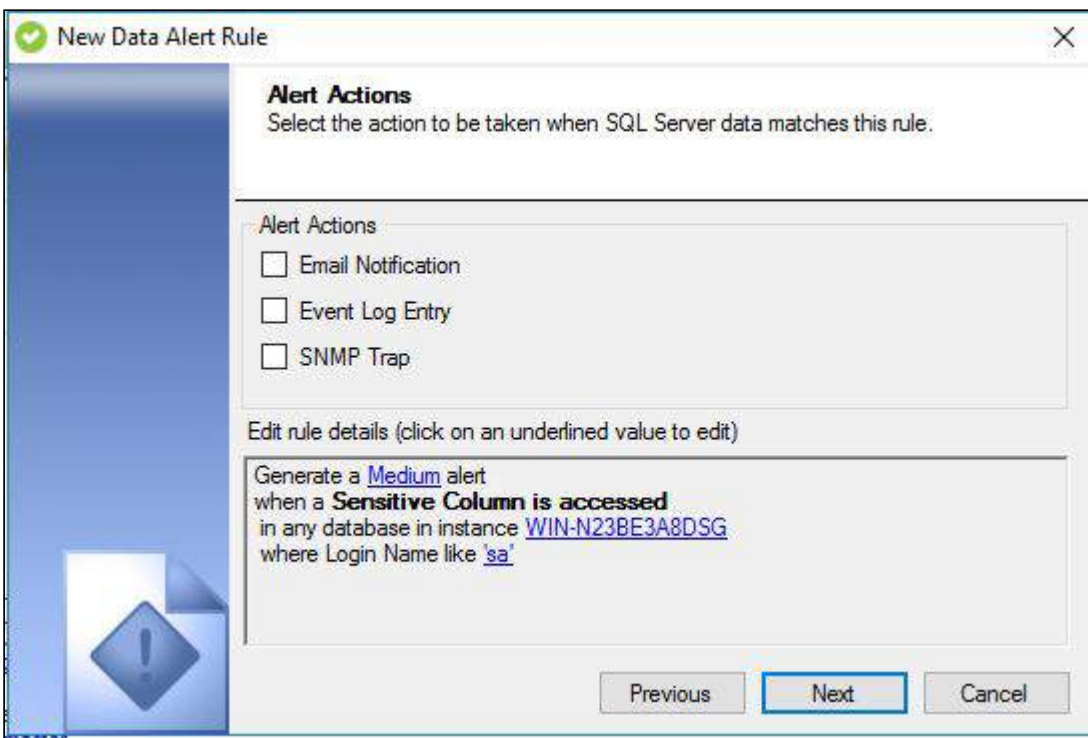 New Data Alert Rule
Alert Actions
Select the action to be taken when SQL Server data matches this rule.
Alert Actions
Email Notification
Event Log Entry
SNMP Trap
Edit rule details (click on an underlined value to edit)
Generate a Medium alert
when a Sensitive Column is accessed
in any database in instance WIN-N23BE3A8DSG
where Login Name like 'sa'
Previous Next Cancel